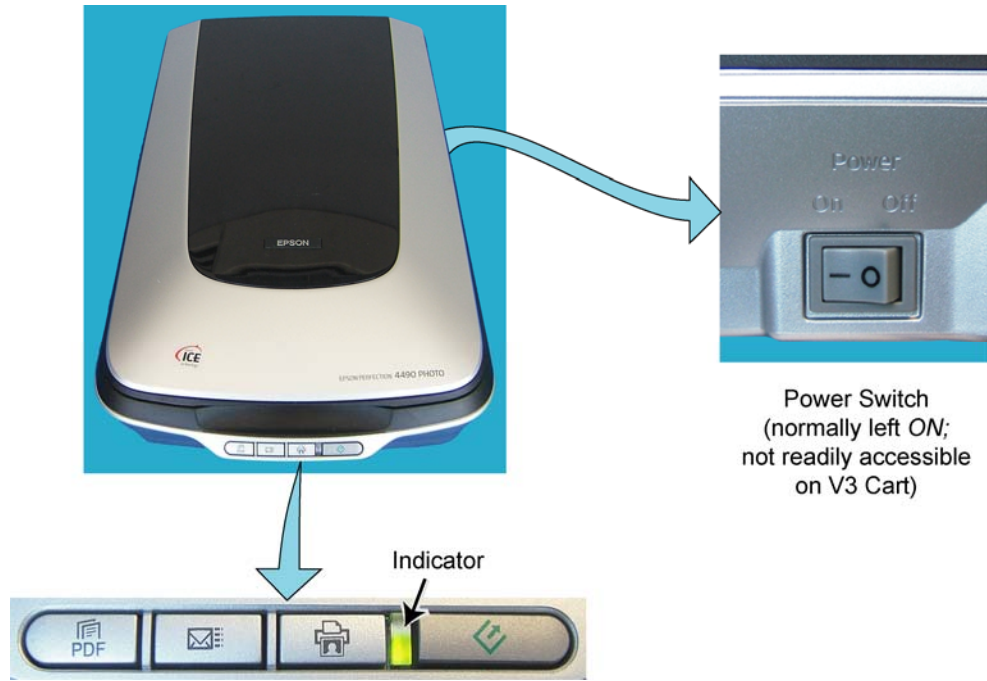 EPSON
ICE
EPSON PERFECTION 4490 PHOTO
Power
On Off
Power Switch
(normally left ON;
not readily accessible
on V3 Cart)
Indicator
PDF